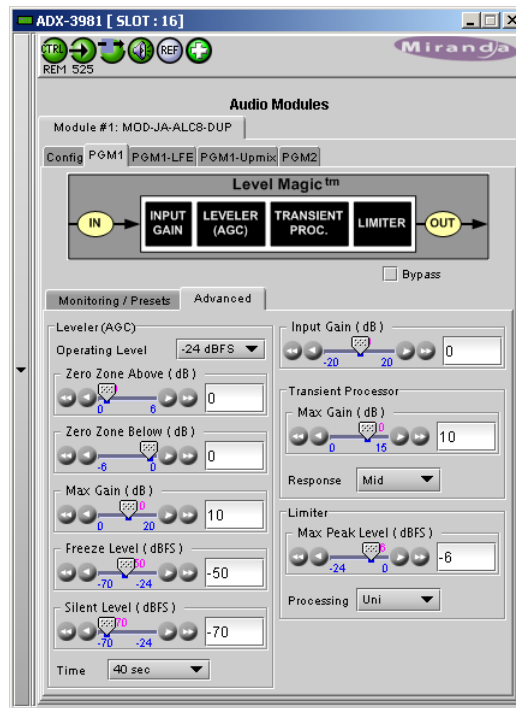 ADX-3981 [ SLOT : 16]
CTRL REF
REM 525
Miranda
Audio Modules
Module #1: MOD-JA-ALC8-DUP
Config PGM1 PGM1-LFE PGM1-Upmix PGM2
Level Magic tm
IN INPUT GAIN LEVELER (AGC) TRANSIENT PROC. LIMITER OUT
Bypass
Monitoring / Presets Advanced
Leveler (AGC)
Operating Level -24 dBFS
Zero Zone Above ( dB )
0
0 6
Zero Zone Below ( dB )
0
-6 0
Max Gain ( dB )
10
0 20
Freeze Level ( dBFS )
-50
-70 -24
Silent Level ( dBFS )
-70
-70 -24
Time 40 sec
Input Gain ( dB )
0
-20 20
Transient Processor
Max Gain ( dB )
10
0 15
Response Mid
Limiter
Max Peak Level ( dBFS )
-6
-24 0
Processing Uni